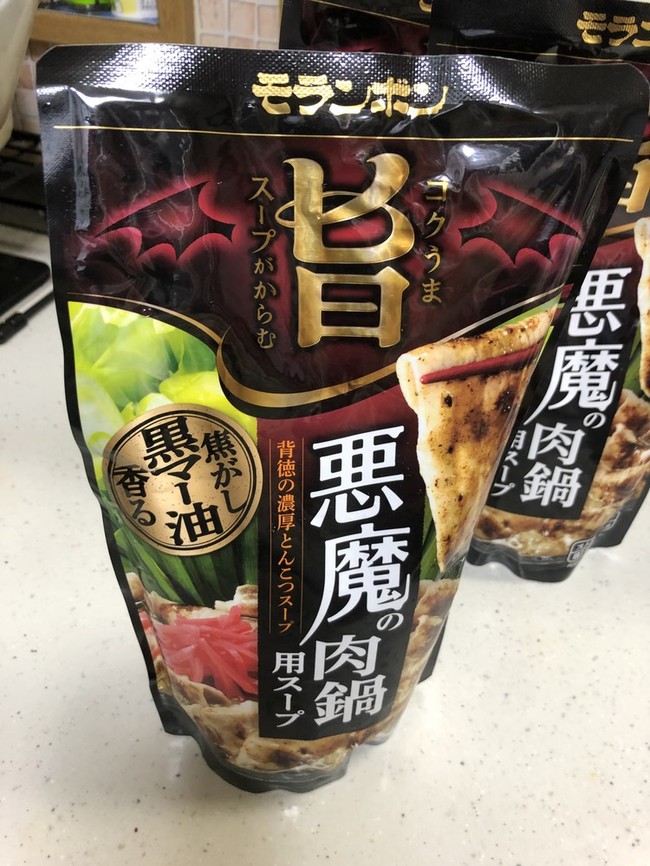 モランボン
旨
コクうま
スープがからむ
焦がし
黒マー油
香る
背徳の濃厚とんこつスープ
悪魔の肉鍋
用スープ
モランボ
悪魔の肉鍋
用スープ